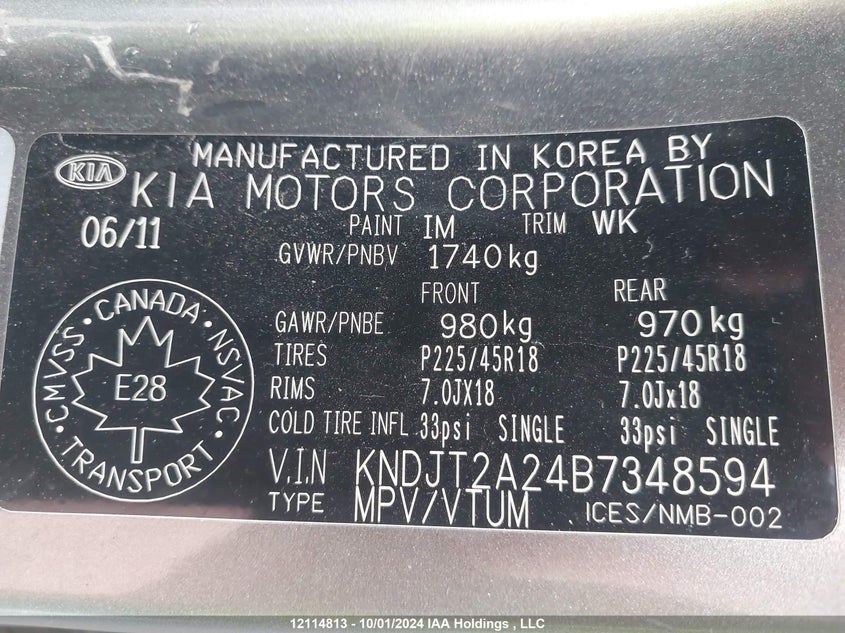 MANUFACTURED IN KOREA BY
KIA KIA MOTORS CORPORATION
06/11 PAINT IM TRIM WK
GVWR/PNBV 1740kg
FRONT REAR
GAWR/PNBE 980kg 970kg
TIRES P225/45R18 P225/45R18
RIMS 7.0JX18 7.0Jx18
COLD TIRE INFL 33psi SINGLE 33psi SINGLE
V.I.N KNDJT2A24B7348594
TYPE MPV/VTUM ICES/NMB-002
CMVSS · CANADA · NSVAC · TRANSPORT ·
E28
12114813 - 10/01/2024 IAA Holdings , LLC